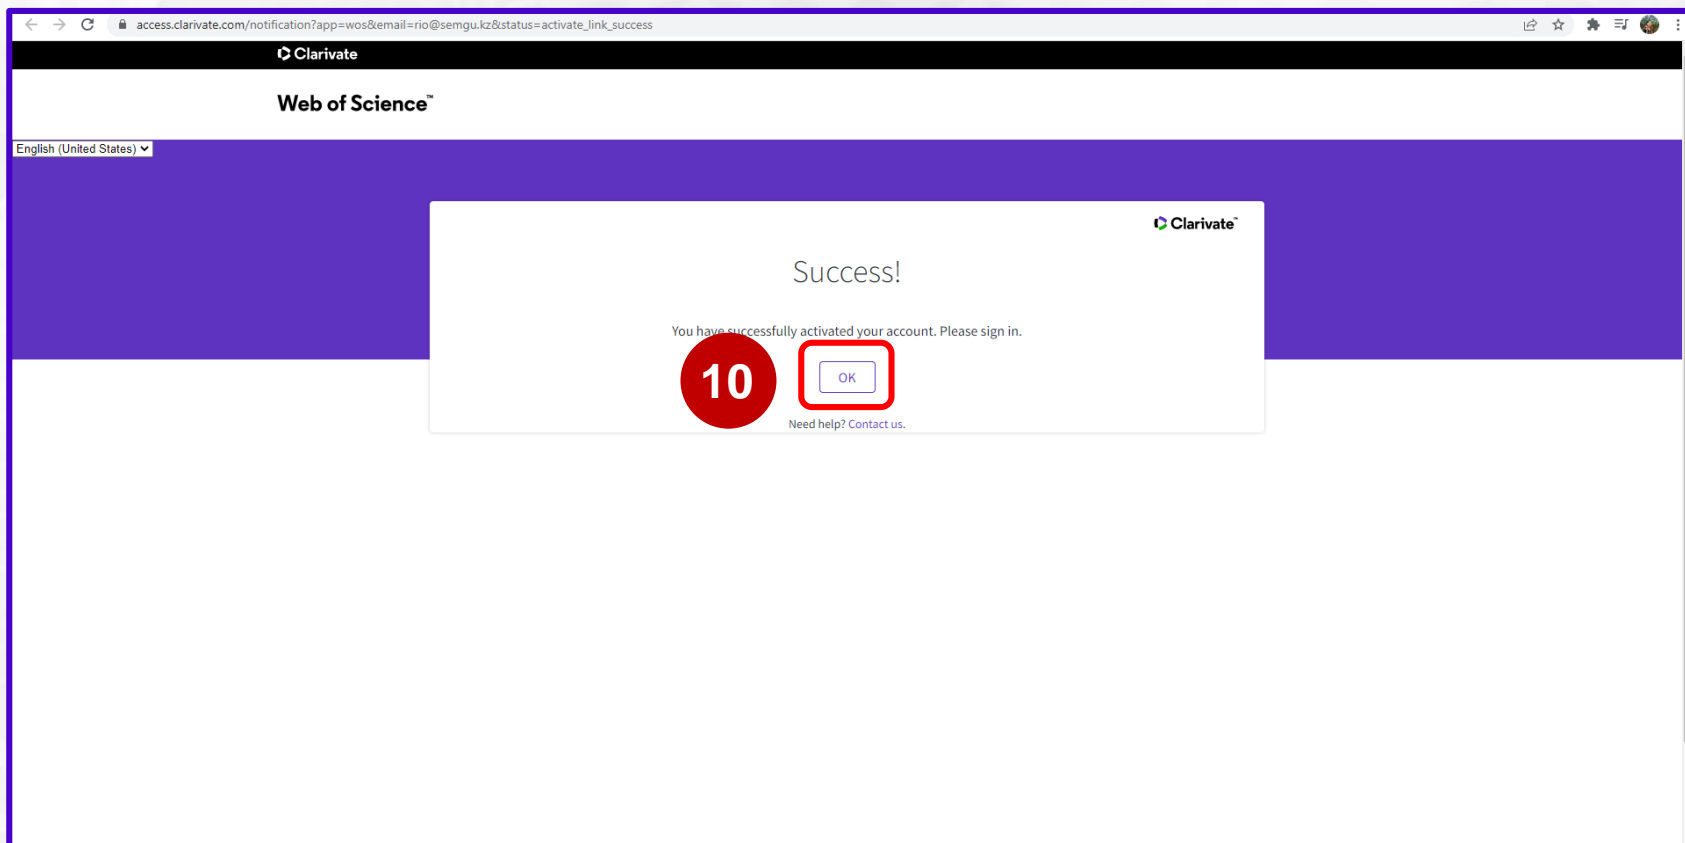 access.clarivate.com/notification?app=wos&email=rio@semgu.kz&status=activate_link_success
Clarivate
Web of Science™
English (United States)
Clarivate™
Success!
You have successfully activated your account. Please sign in.
10
OK
Need help? Contact us.